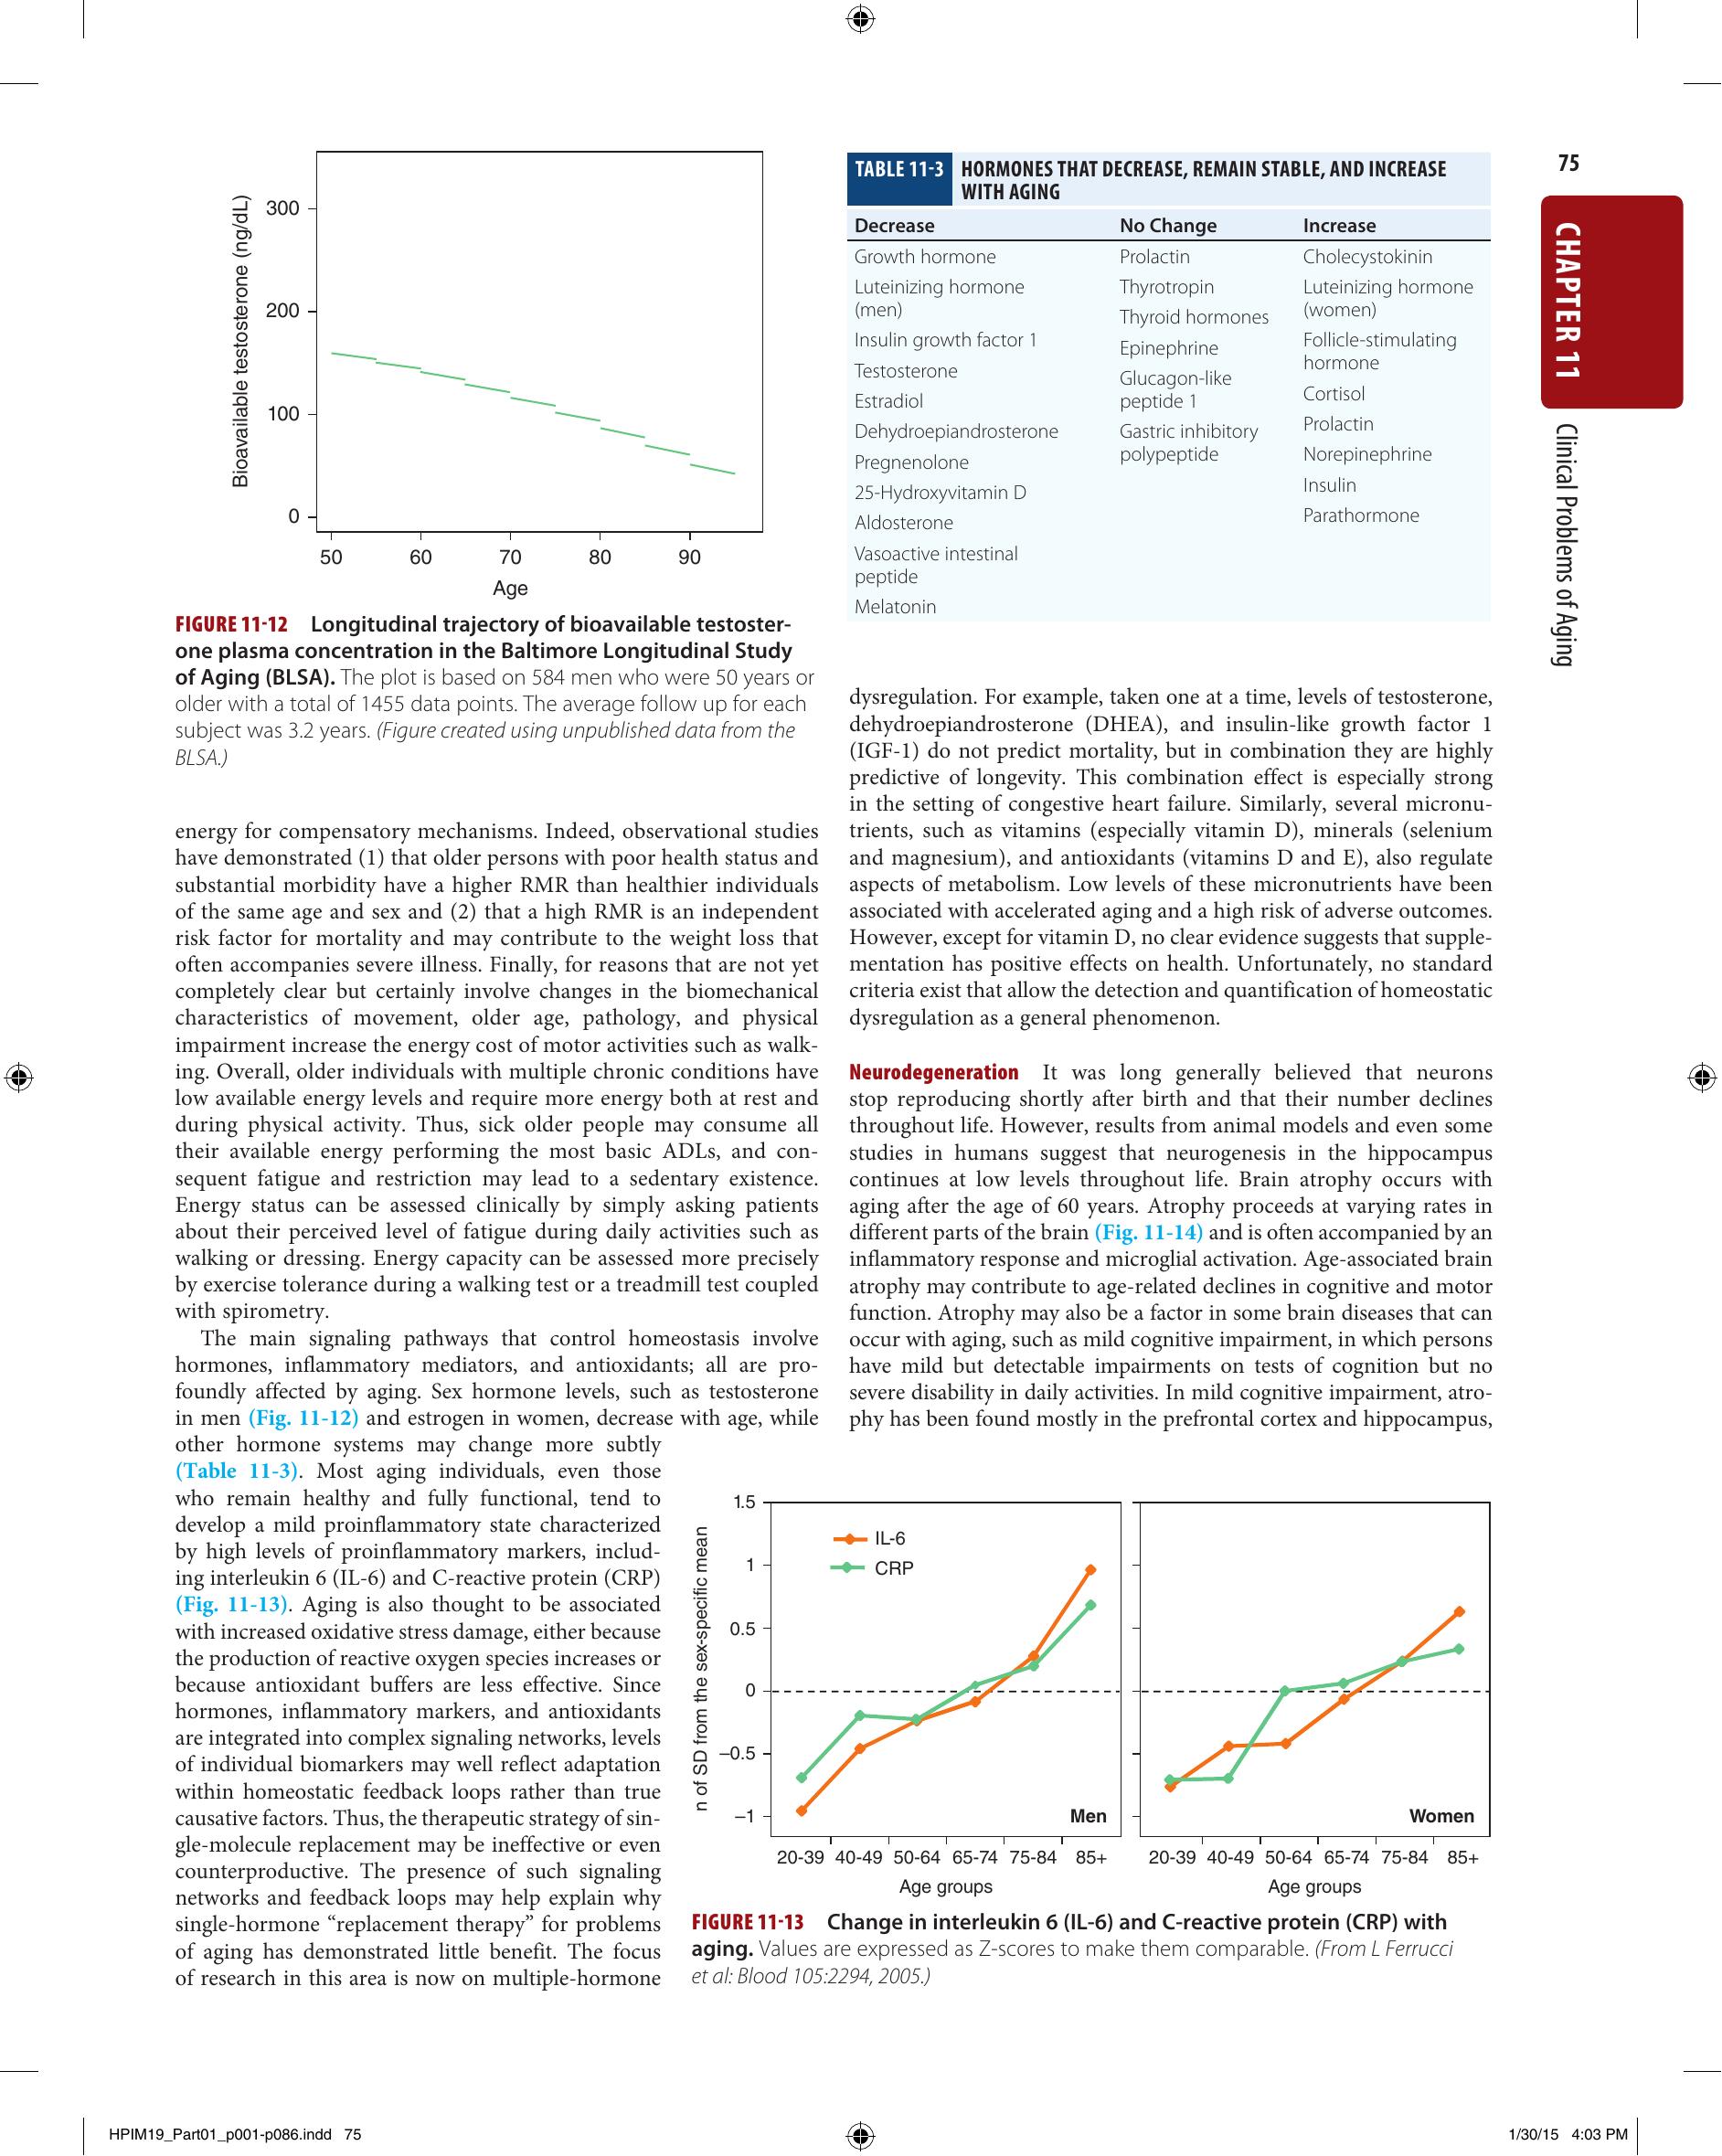 300
200
100
0
Bioavailable testosterone (ng/dL)
50 60 70 80 90
Age
FIGURE 11-12 Longitudinal trajectory of bioavailable testoster-
one plasma concentration in the Baltimore Longitudinal Study
of Aging (BLSA). The plot is based on 584 men who were 50 years or
older with a total of 1455 data points. The average follow up for each
subject was 3.2 years. (Figure created using unpublished data from the
BLSA.)
energy for compensatory mechanisms. Indeed, observational studies
have demonstrated (1) that older persons with poor health status and
substantial morbidity have a higher RMR than healthier individuals
of the same age and sex and (2) that a high RMR is an independent
risk factor for mortality and may contribute to the weight loss that
often accompanies severe illness. Finally, for reasons that are not yet
completely clear but certainly involve changes in the biomechanical
characteristics of movement, older age, pathology, and physical
impairment increase the energy cost of motor activities such as walk-
ing. Overall, older individuals with multiple chronic conditions have
low available energy levels and require more energy both at rest and
during physical activity. Thus, sick older people may consume all
their available energy performing the most basic ADLs, and con-
sequent fatigue and restriction may lead to a sedentary existence.
Energy status can be assessed clinically by simply asking patients
about their perceived level of fatigue during daily activities such as
walking or dressing. Energy capacity can be assessed more precisely
by exercise tolerance during a walking test or a treadmill test coupled
with spirometry.
The main signaling pathways that control homeostasis involve
hormones, inflammatory mediators, and antioxidants; all are pro-
foundly affected by aging. Sex hormone levels, such as testosterone
in men (Fig. 11-12) and estrogen in women, decrease with age, while
other hormone systems may change more subtly
(Table 11-3). Most aging individuals, even those
who remain healthy and fully functional, tend to
develop a mild proinflammatory state characterized
by high levels of proinflammatory markers, includ-
ing interleukin 6 (IL-6) and C-reactive protein (CRP)
(Fig. 11-13). Aging is also thought to be associated
with increased oxidative stress damage, either because
the production of reactive oxygen species increases or
because antioxidant buffers are less effective. Since
hormones, inflammatory markers, and antioxidants
are integrated into complex signaling networks, levels
of individual biomarkers may well reflect adaptation
within homeostatic feedback loops rather than true
causative factors. Thus, the therapeutic strategy of sin-
gle-molecule replacement may be ineffective or even
counterproductive. The presence of such signaling
networks and feedback loops may help explain why
single-hormone “replacement therapy” for problems
of aging has demonstrated little benefit. The focus
of research in this area is now on multiple-hormone
TABLE 11-3 HORMONES THAT DECREASE, REMAIN STABLE, AND INCREASE
WITH AGING
Decrease No Change Increase
Growth hormone
Luteinizing hormone
(men)
Insulin growth factor 1
Testosterone
Estradiol
Dehydroepiandrosterone
Pregnenolone
25-Hydroxyvitamin D
Aldosterone
Vasoactive intestinal
peptide
Melatonin
Prolactin
Thyrotropin
Thyroid hormones
Epinephrine
Glucagon-like
peptide 1
Gastric inhibitory
polypeptide
Cholecystokinin
Luteinizing hormone
(women)
Follicle-stimulating
hormone
Cortisol
Prolactin
Norepinephrine
Insulin
Parathormone
dysregulation. For example, taken one at a time, levels of testosterone,
dehydroepiandrosterone (DHEA), and insulin-like growth factor 1
(IGF-1) do not predict mortality, but in combination they are highly
predictive of longevity. This combination effect is especially strong
in the setting of congestive heart failure. Similarly, several micronu-
trients, such as vitamins (especially vitamin D), minerals (selenium
and magnesium), and antioxidants (vitamins D and E), also regulate
aspects of metabolism. Low levels of these micronutrients have been
associated with accelerated aging and a high risk of adverse outcomes.
However, except for vitamin D, no clear evidence suggests that supple-
mentation has positive effects on health. Unfortunately, no standard
criteria exist that allow the detection and quantification of homeostatic
dysregulation as a general phenomenon.
Neurodegeneration It was long generally believed that neurons
stop reproducing shortly after birth and that their number declines
throughout life. However, results from animal models and even some
studies in humans suggest that neurogenesis in the hippocampus
continues at low levels throughout life. Brain atrophy occurs with
aging after the age of 60 years. Atrophy proceeds at varying rates in
different parts of the brain (Fig. 11-14) and is often accompanied by an
inflammatory response and microglial activation. Age-associated brain
atrophy may contribute to age-related declines in cognitive and motor
function. Atrophy may also be a factor in some brain diseases that can
occur with aging, such as mild cognitive impairment, in which persons
have mild but detectable impairments on tests of cognition but no
severe disability in daily activities. In mild cognitive impairment, atro-
phy has been found mostly in the prefrontal cortex and hippocampus,
n of SD from the sex-specific mean
1.5
1
0.5
0
–0.5
–1
IL-6
CRP
Men
Women
20-39 40-49 50-64 65-74 75-84 85+
20-39 40-49 50-64 65-74 75-84 85+
Age groups
Age groups
FIGURE 11-13 Change in interleukin 6 (IL-6) and C-reactive protein (CRP) with
aging. Values are expressed as Z-scores to make them comparable. (From L Ferrucci
et al: Blood 105:2294, 2005.)
75
CHAPTER 11
Clinical Problems of Aging
HPIM19_Part01_p001-p086.indd 75
1/30/15 4:03 PM